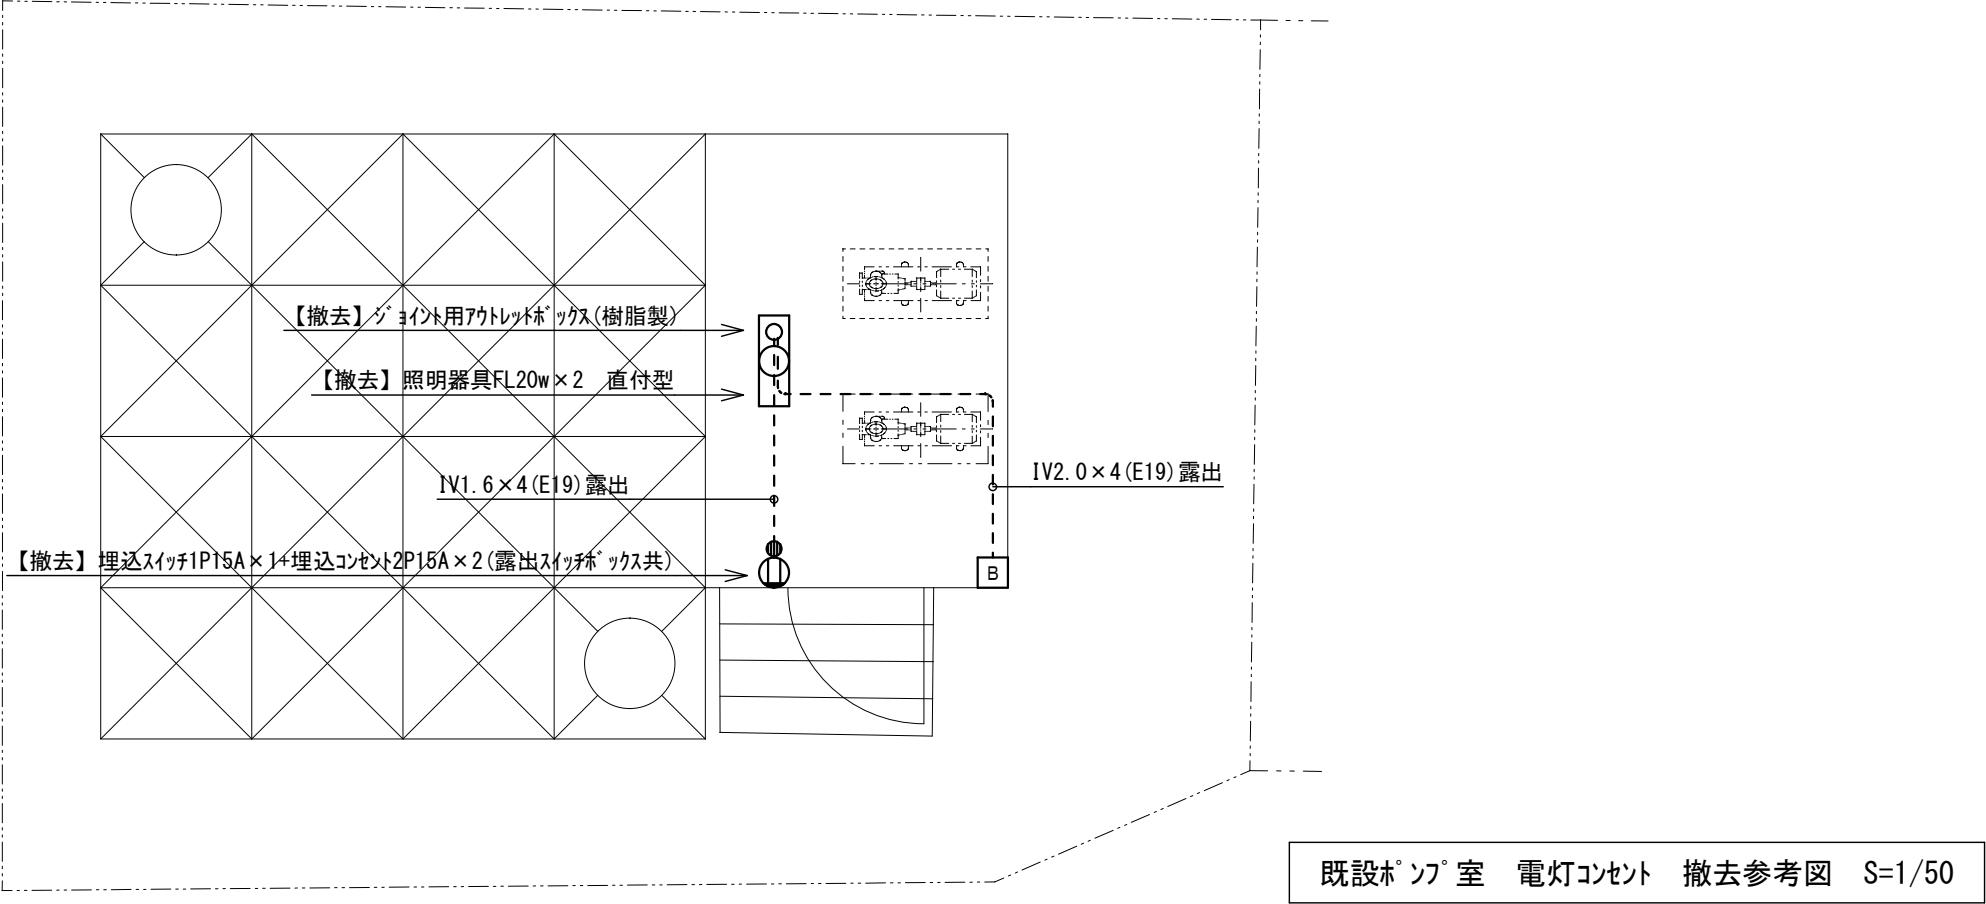 【撤去】ｼﾞｮｲﾝﾄ用ｱｳﾄﾚｯﾄﾎﾞｯｸｽ(樹脂製)
【撤去】照明器具FL20w×2　直付型
IV1.6×4(E19)露出
IV2.0×4(E19)露出
【撤去】埋込ｽｲｯﾁ1P15A×1+埋込ｺﾝｾﾝﾄ2P15A×2(露出ｽｲｯﾁﾎﾞｯｸｽ共)
B
既設ﾎﾟﾝﾌﾟ室　電灯ｺﾝｾﾝﾄ　撤去参考図　S=1/50